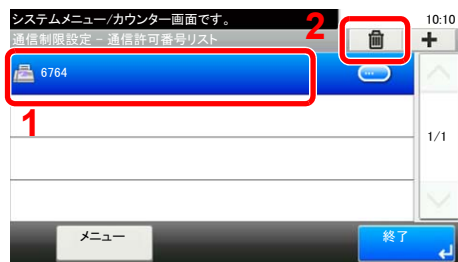 システムメニュー/カウンター画面です。
10:10
通信制限設定 - 通信許可番号リスト
2
6764
1
1/1
メニュー
終了